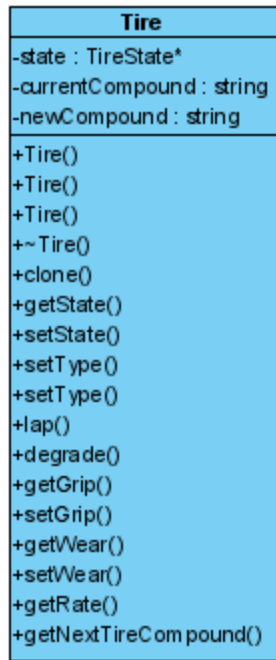 Tire
-state : TireState*
-currentCompound : string
-newCompound : string
+Tire()
+Tire()
+Tire()
+~Tire()
+clone()
+getState()
+setState()
+setType()
+setType()
+lap()
+degrade()
+getGrip()
+setGrip()
+getWear()
+setWear()
+getRate()
+getNextTireCompound()